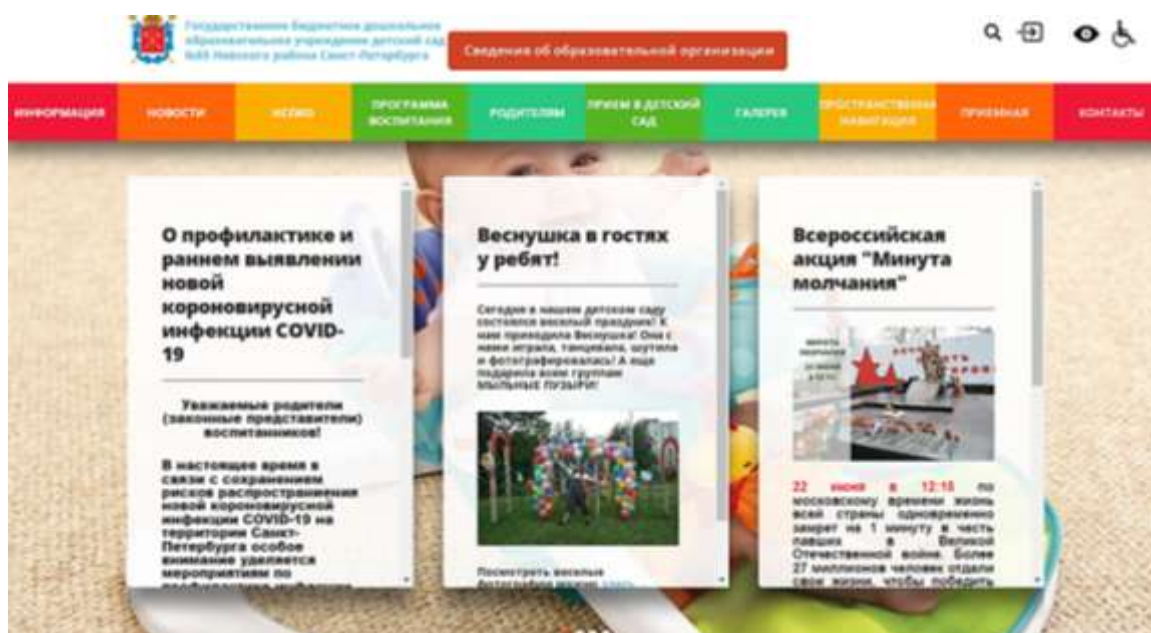 Государственное бюджетное дошкольное
образовательное учреждение детский сад
Невского района Санкт-Петербурга
Сведения об образовательной организации
ИНФОРМАЦИЯ
НОВОСТИ
ПРОГРАММА
ВОСПИТАНИЯ
РОДИТЕЛЯМ
ПРИЕМ В ДЕТСКИЙ
САД
ГАЛЕРЕЯ
НАВИГАЦИЯ
ПРИЕМНАЯ
КОНТАКТЫ
О профилактике и
раннем выявлении
новой
короновирусной
инфекции COVID-
19
Уважаемые родители
(законные представители)
воспитанников!
В настоящее время в
связи с сохранением
рисков распространения
новой короновирусной
инфекции COVID-19 на
территории Санкт-
Петербурга особое
внимание уделяется
мероприятиям по
Веснушка в гостях
у ребят!
Сегодня в нашем детском саду
состоялся веселый праздник! К
нам приходила Веснушка! Она с
нами играла, танцевала, шутила
и фотографировалась! А еще
подарила всем группам
МЫЛЬНЫЕ ПУЗЫРИ!
Посмотреть веселые
фотографии можно здесь
Всероссийская
акция "Минута
молчания"
МИНУТА
МОЛЧАНИЯ
22 июня в 12:15 по
московскому времени жизнь
всей страны одновременно
замрет на 1 минуту в честь
павших в Великой
Отечественной войне. Более
27 миллионов человек отдали
свои жизни, чтобы победить